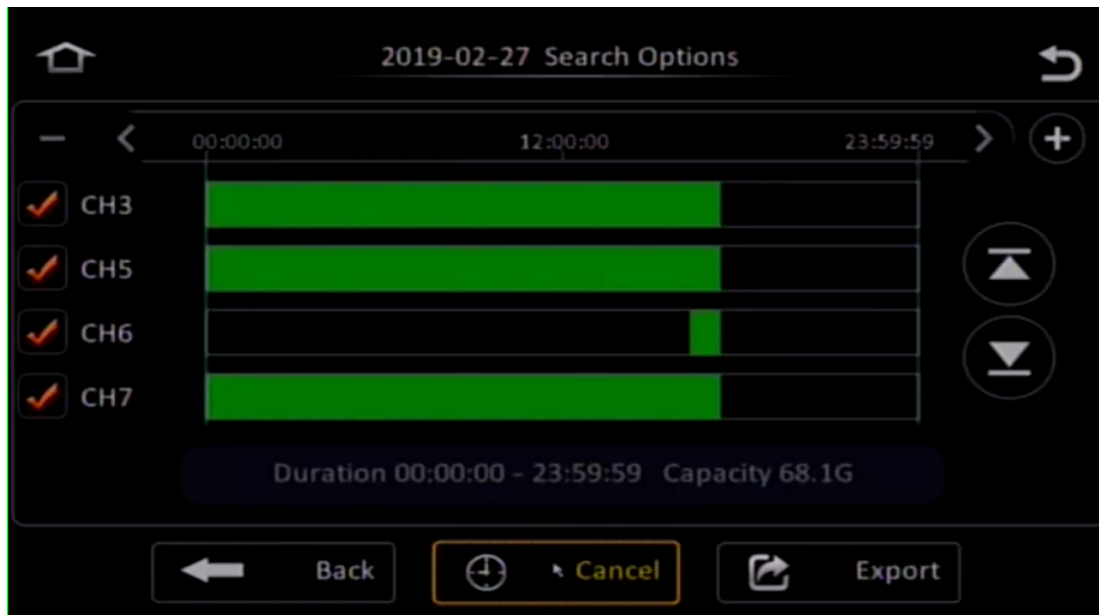 2019-02-27 Search Options
00:00:00 12:00:00 23:59:59
CH3
CH5
CH6
CH7
Duration 00:00:00 - 23:59:59 Capacity 68.1G
Back Cancel Export